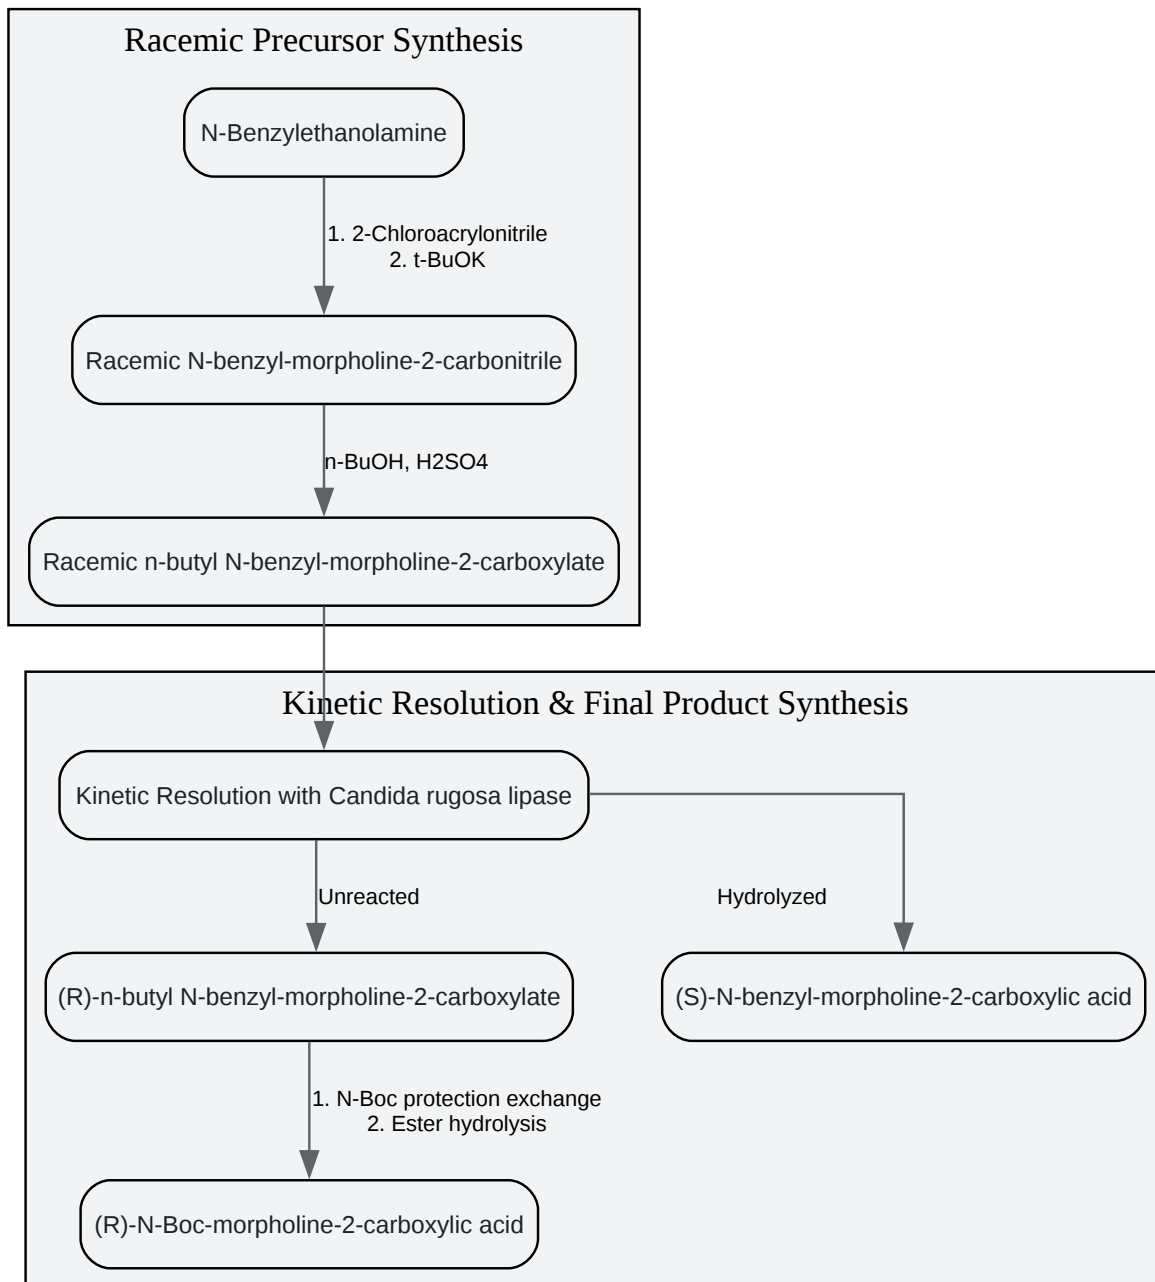 Racemic Precursor Synthesis
N-Benzylethanolamine
1. 2-Chloroacrylonitrile
2. t-BuOK
Racemic N-benzyl-morpholine-2-carbonitrile
n-BuOH, H2SO4
Racemic n-butyl N-benzyl-morpholine-2-carboxylate
Kinetic Resolution & Final Product Synthesis
Kinetic Resolution with Candida rugosa lipase
Unreacted
Hydrolyzed
(R)-n-butyl N-benzyl-morpholine-2-carboxylate
(S)-N-benzyl-morpholine-2-carboxylic acid
1. N-Boc protection exchange
2. Ester hydrolysis
(R)-N-Boc-morpholine-2-carboxylic acid